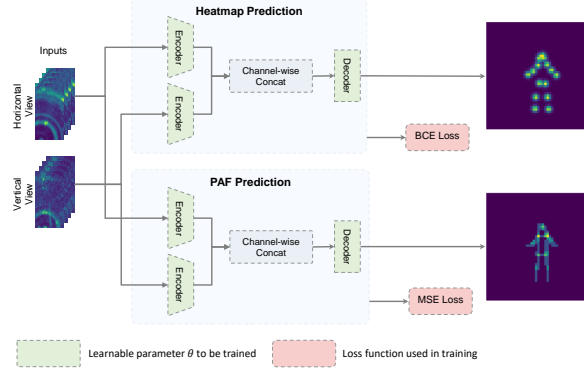 Heatmap Prediction
Inputs
Horizontal
View
Encoder
Encoder
Channel-wise
Concat
Decoder
BCE Loss
Vertical
View
PAF Prediction
Encoder
Encoder
Channel-wise
Concat
Decoder
MSE Loss
Learnable parameter θ to be trained
Loss function used in training